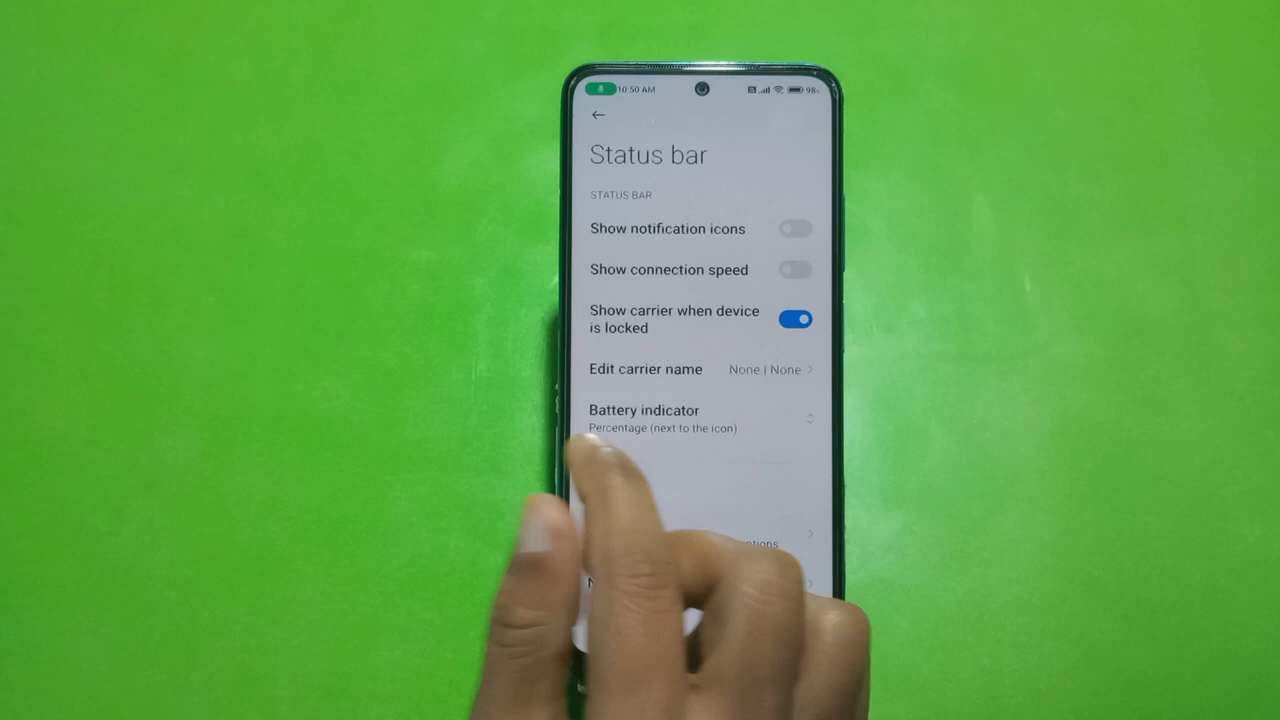 10:50 AM 98
Status bar
STATUS BAR
Show notification icons
Show connection speed
Show carrier when device
is locked
Edit carrier name None | None
Battery indicator
Percentage (next to the icon)